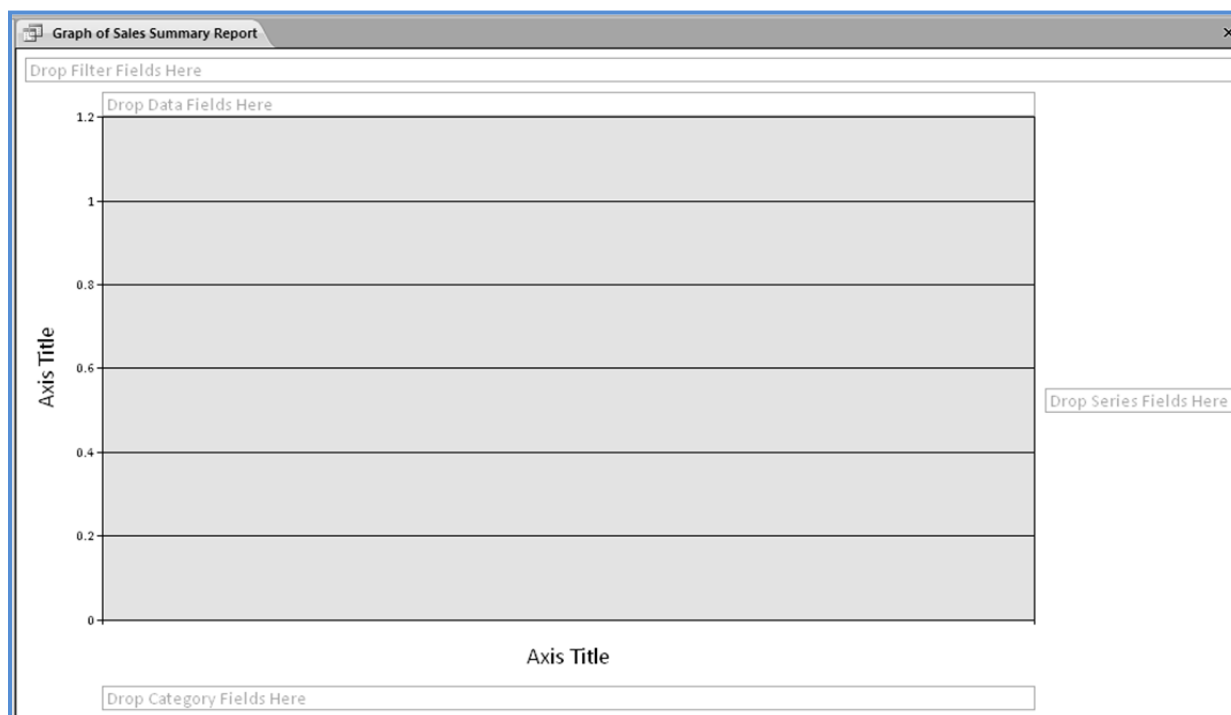 Graph of Sales Summary Report
Drop Filter Fields Here
Drop Data Fields Here
1.2
1
0.8
0.6
0.4
0.2
0
Axis Title
Drop Series Fields Here
Axis Title
Drop Category Fields Here